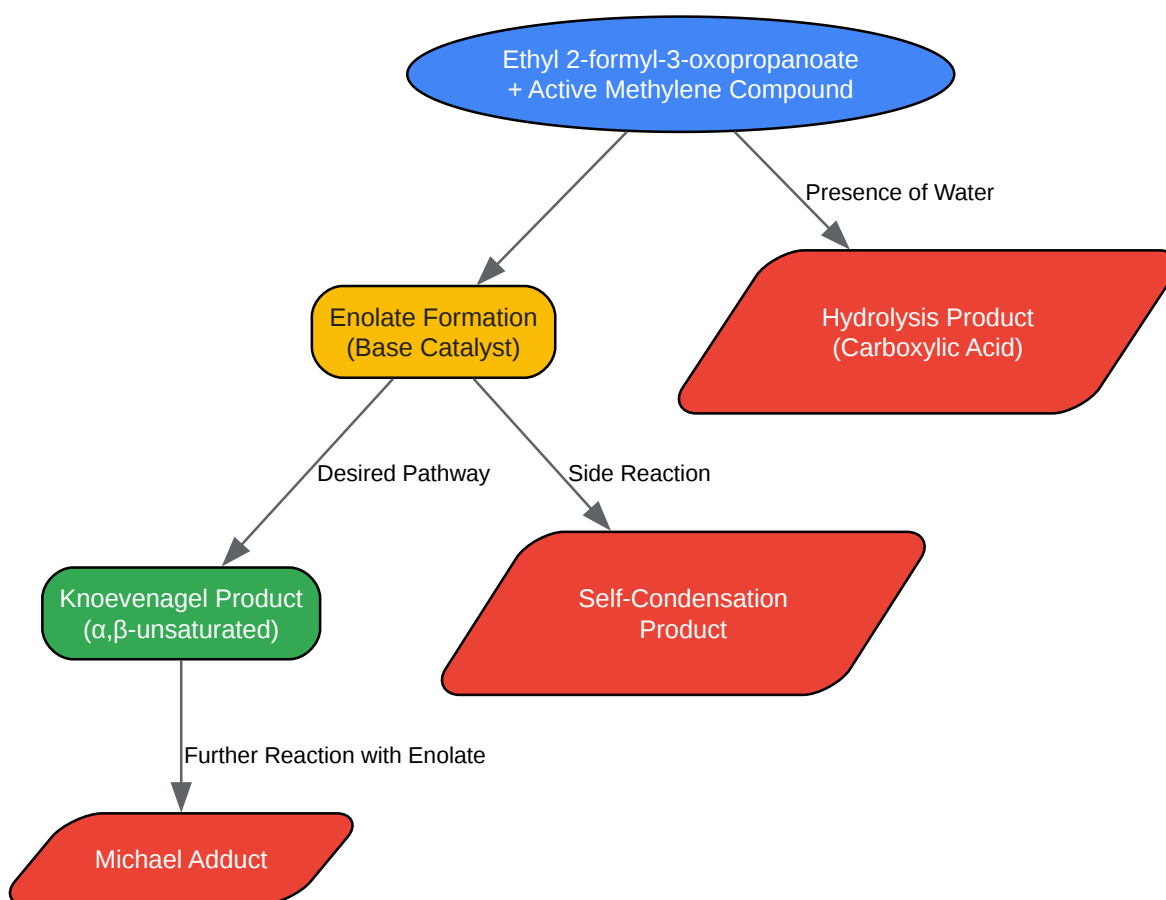 Ethyl 2-formyl-3-oxopropanoate
+ Active Methylene Compound
Presence of Water
Enolate Formation
(Base Catalyst)
Hydrolysis Product
(Carboxylic Acid)
Desired Pathway
Side Reaction
Knoevenagel Product
(α,β-unsaturated)
Self-Condensation
Product
Further Reaction with Enolate
Michael Adduct